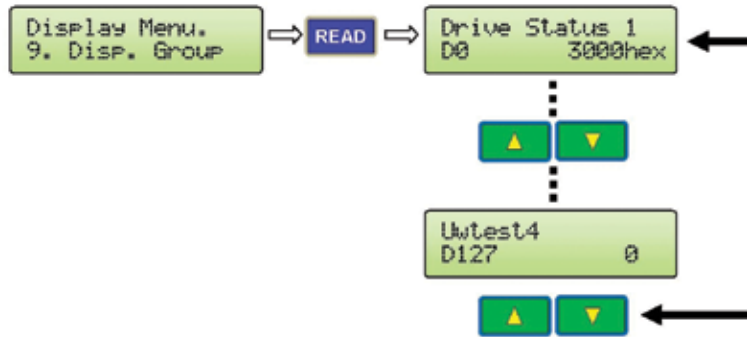 Display Menu.
9. Disp. Group
READ
Drive Status 1
D0 3000hex
Uwtest4
D127 0